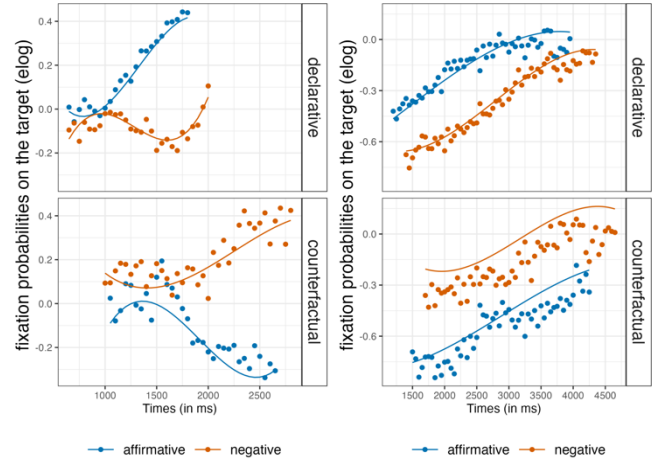 fixation probabilities on the target (elog)
0.4
0.2
0.0
-0.2
declarative
0.4
0.2
0.0
-0.2
counterfactual
1000 1500 2000 2500
Times (in ms)
affirmative negative
fixation probabilities on the target (elog)
0.0
-0.3
-0.6
declarative
0.0
-0.3
-0.6
counterfactual
1500 2000 2500 3000 3500 4000 4500
Times (in ms)
affirmative negative